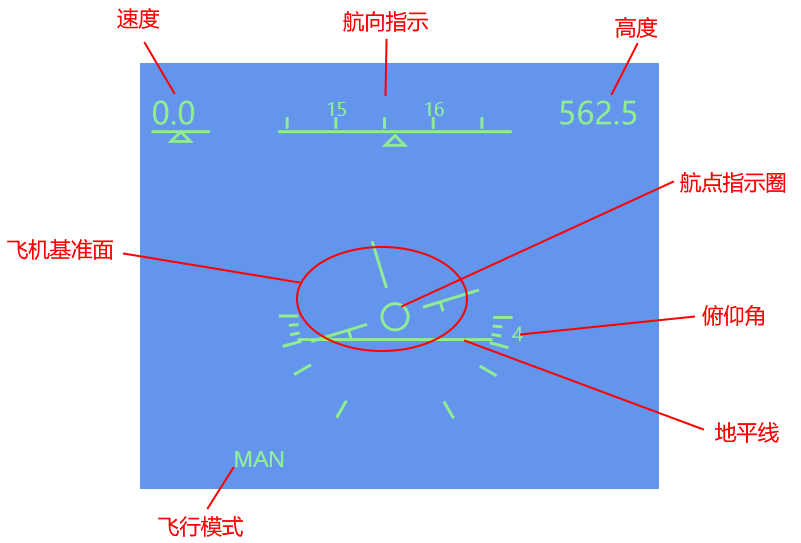 速度
航向指示
高度
0.0
15
16
562.5
航点指示圈
飞机基准面
俯仰角
4
地平线
MAN
飞行模式